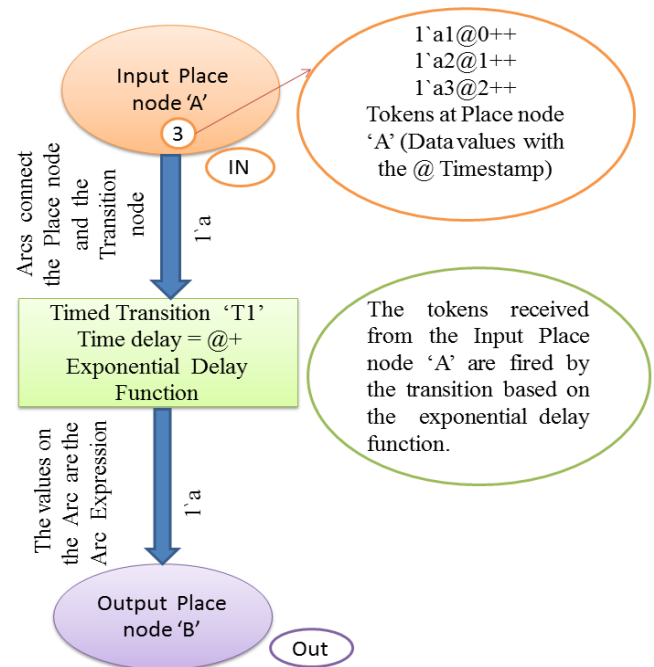 Input Place
node ‘A’
3
IN
1`a1@0++
1`a2@1++
1`a3@2++
Tokens at Place node
‘A’ (Data values with
the @ Timestamp)
Arcs connect
the Place node
and the
Transition
node
1`a
Timed Transition ‘T1’
Time delay = @+
Exponential Delay
Function
The tokens received
from the Input Place
node ‘A’ are fired by
the transition based on
the exponential delay
function.
The values on
the Arc are the
Arc Expression
1`a
Output Place
node ‘B’
Out